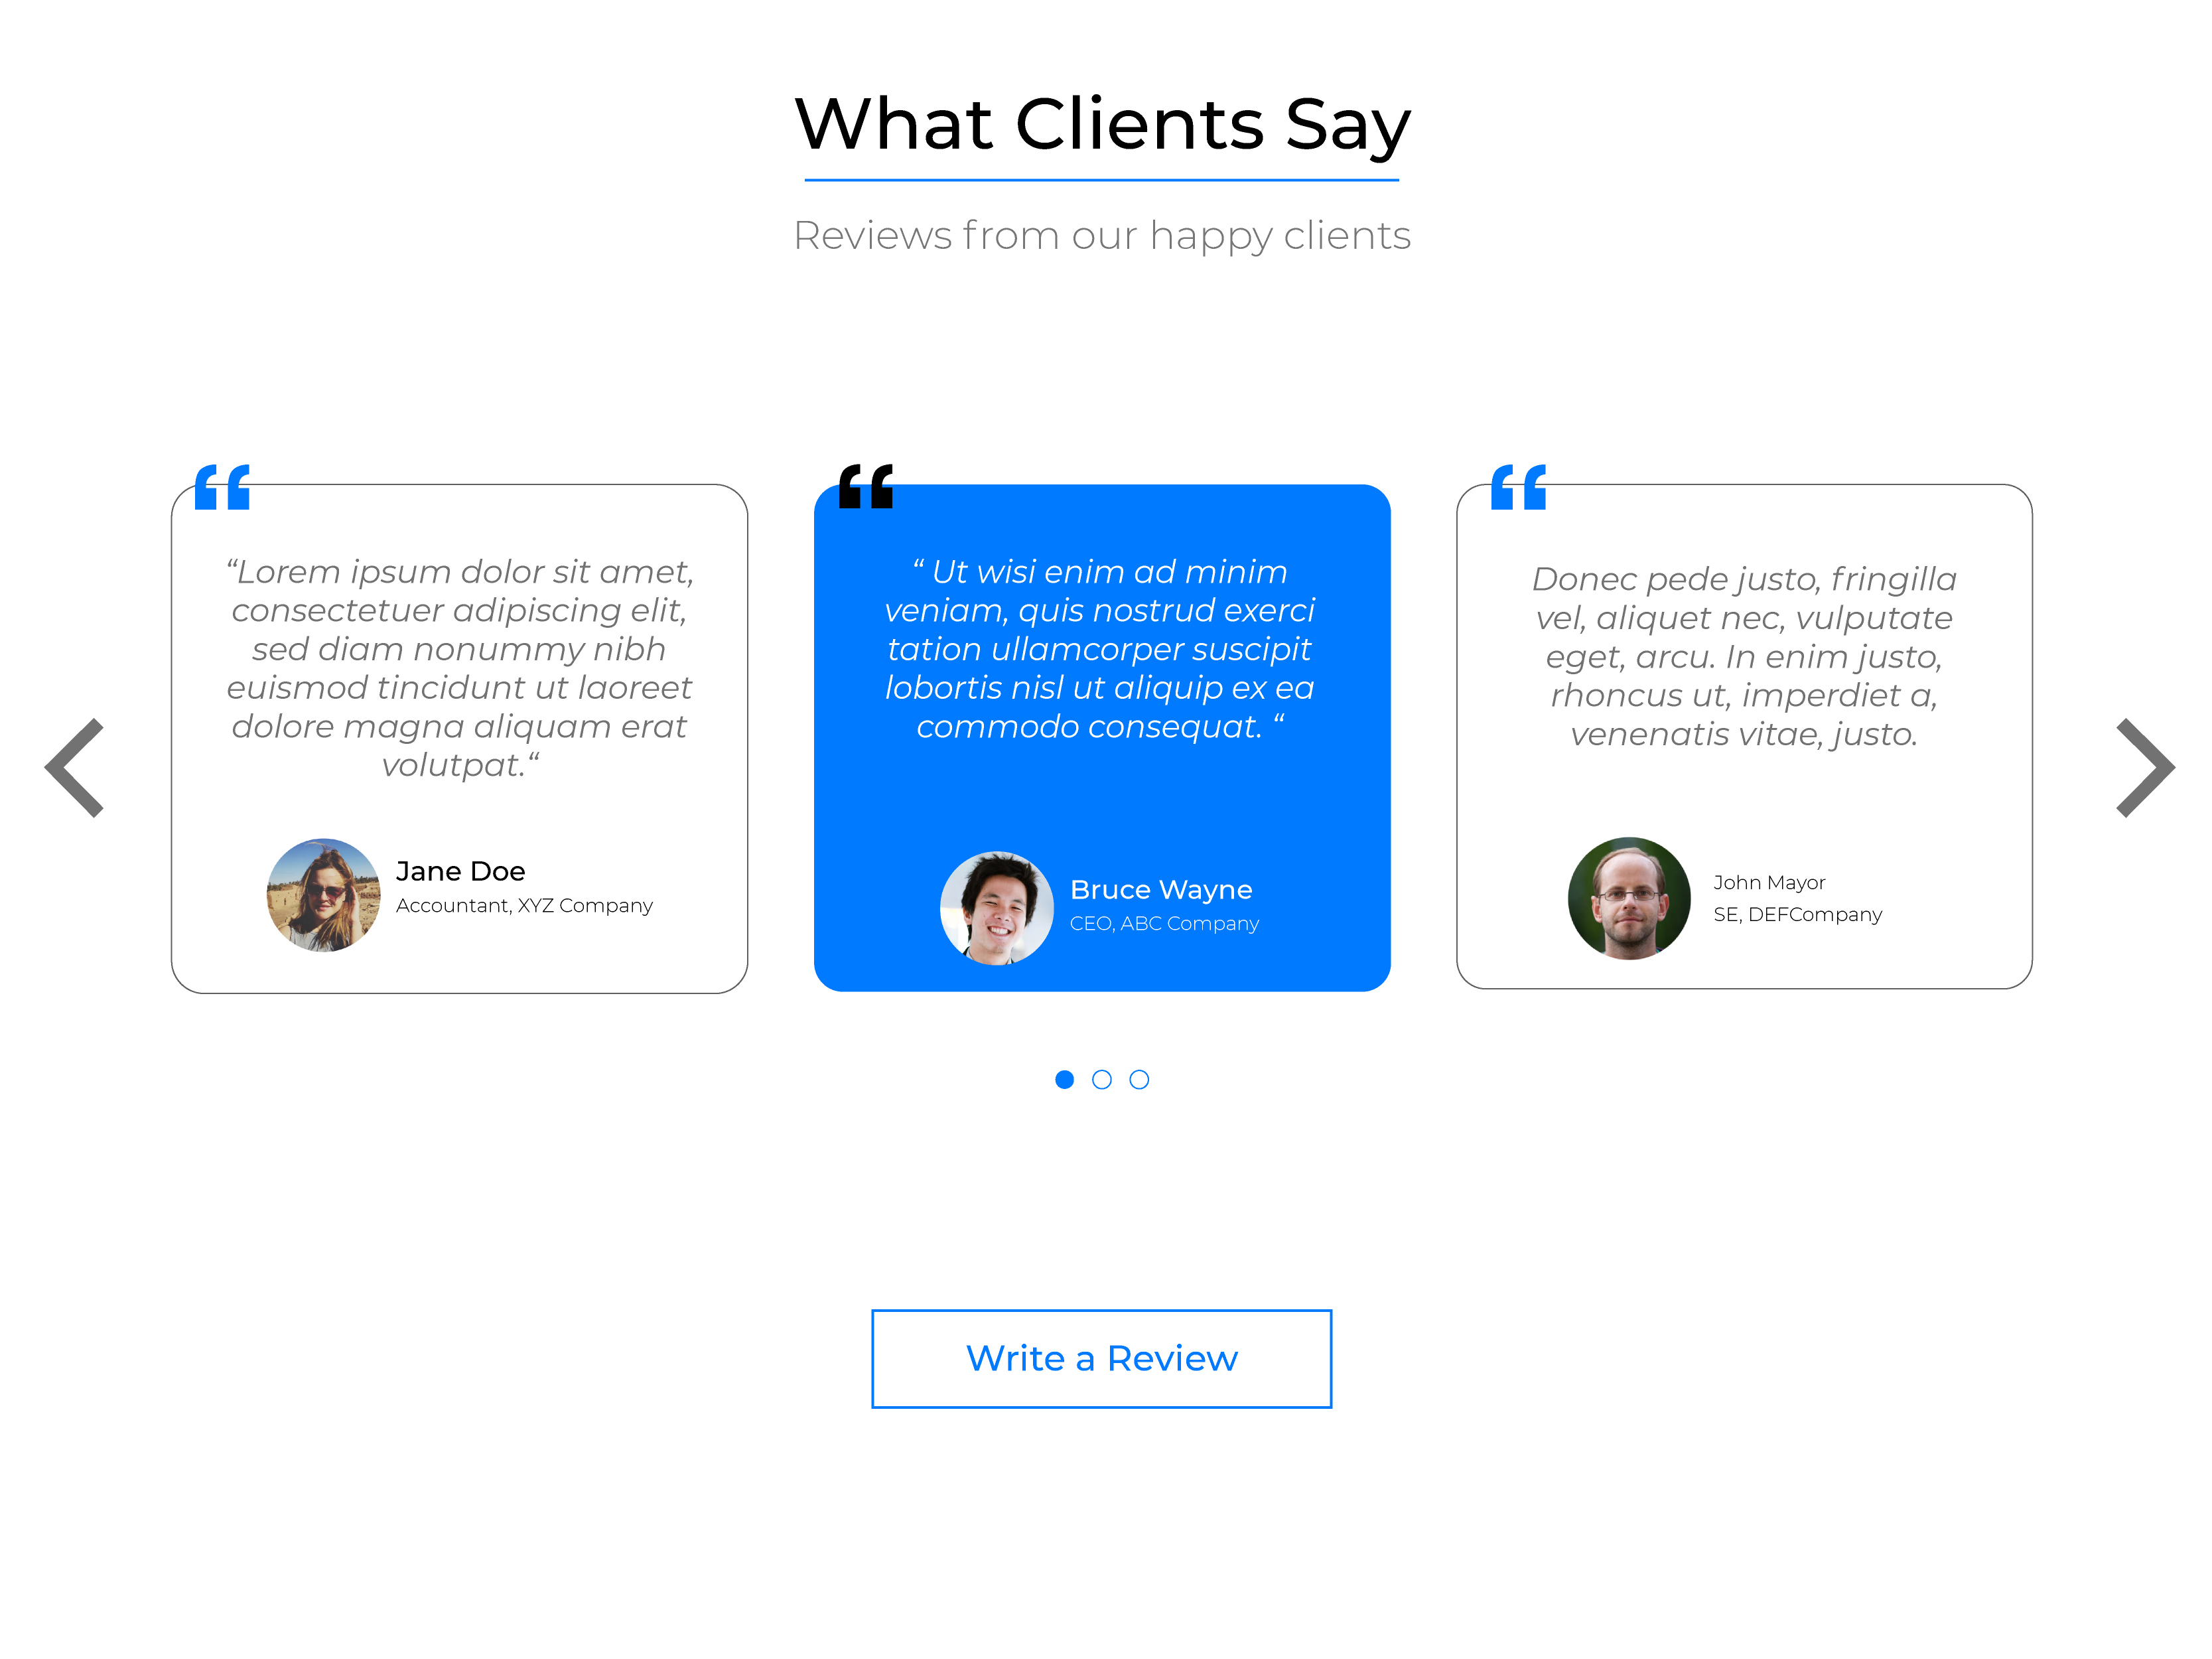 What Clients Say
Reviews from our happy clients
“Lorem ipsum dolor sit amet,
consectetuer adipiscing elit,
sed diam nonummy nibh
euismod tincidunt ut laoreet
dolore magna aliquam erat
volutpat.“
Jane Doe
Accountant, XYZ Company
“ Ut wisi enim ad minim
veniam, quis nostrud exerci
tation ullamcorper suscipit
lobortis nisl ut aliquip ex ea
commodo consequat. “
Bruce Wayne
CEO, ABC Company
Donec pede justo, fringilla
vel, aliquet nec, vulputate
eget, arcu. In enim justo,
rhoncus ut, imperdiet a,
venenatis vitae, justo.
John Mayor
SE, DEFCompany
Write a Review